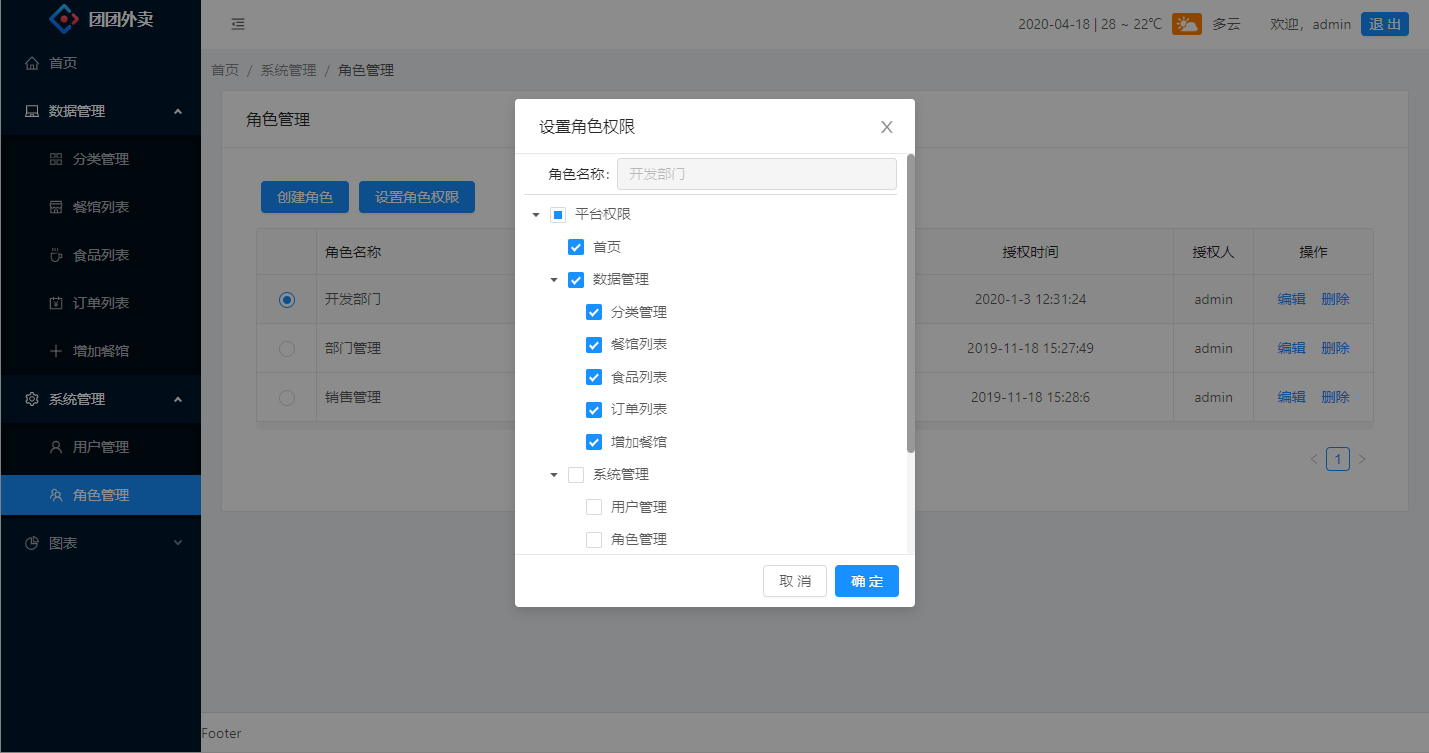 团团外卖
2020-04-18 | 28 ~ 22℃ 多云 欢迎，admin 退 出
首页
数据管理
分类管理
餐馆列表
食品列表
订单列表
增加餐馆
系统管理
用户管理
角色管理
图表
首页 / 系统管理 / 角色管理
角色管理
创建角色 设置角色权限
角色名称 授权时间 授权人 操作
开发部门 2020-1-3 12:31:24 admin 编辑 删除
部门管理 2019-11-18 15:27:49 admin 编辑 删除
销售管理 2019-11-18 15:28:6 admin 编辑 删除
1
设置角色权限
角色名称: 开发部门
平台权限
首页
数据管理
分类管理
餐馆列表
食品列表
订单列表
增加餐馆
系统管理
用户管理
角色管理
取 消 确 定
Footer